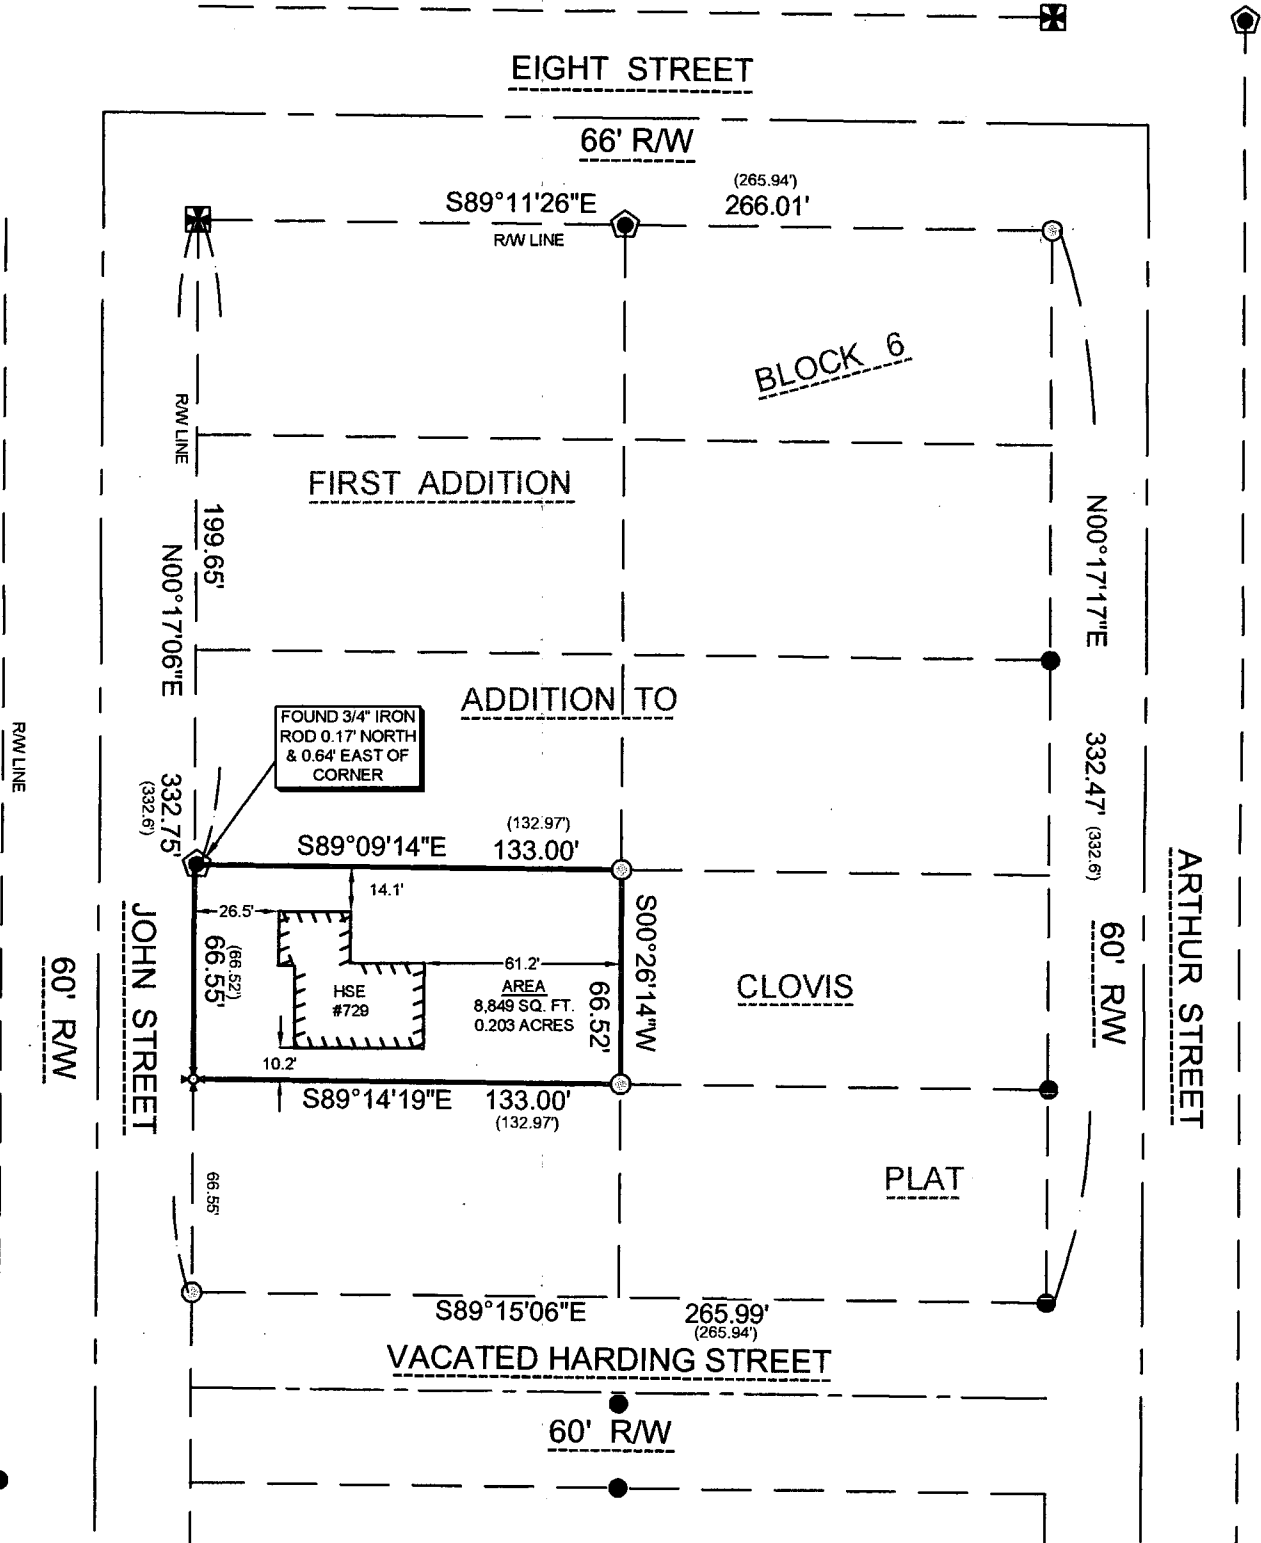 EIGHT STREET
66' R/W
(265.94')
S89°11'26"E 266.01'
R/W LINE
BLOCK 6
R/W LINE
FIRST ADDITION
199.65'
N00°17'06"E
N00°17'17"E
ADDITION TO
FOUND 3/4" IRON
ROD 0.17' NORTH
& 0.64' EAST OF
CORNER
R/W LINE
332.75'
(332.6')
332.47' (332.6')
(132.97')
S89°09'14"E 133.00'
14.1'
26.5'
(66.52')
66.55'
61.2'
AREA
8,849 SQ. FT.
0.203 ACRES
HSE
#729
S00°26'14"W
66.52'
CLOVIS
ARTHUR STREET
60' R/W
JOHN STREET
60' R/W
10.2'
S89°14'19"E 133.00'
(132.97')
66.55'
PLAT
S89°15'06"E 265.99'
(265.94')
VACATED HARDING STREET
60' R/W